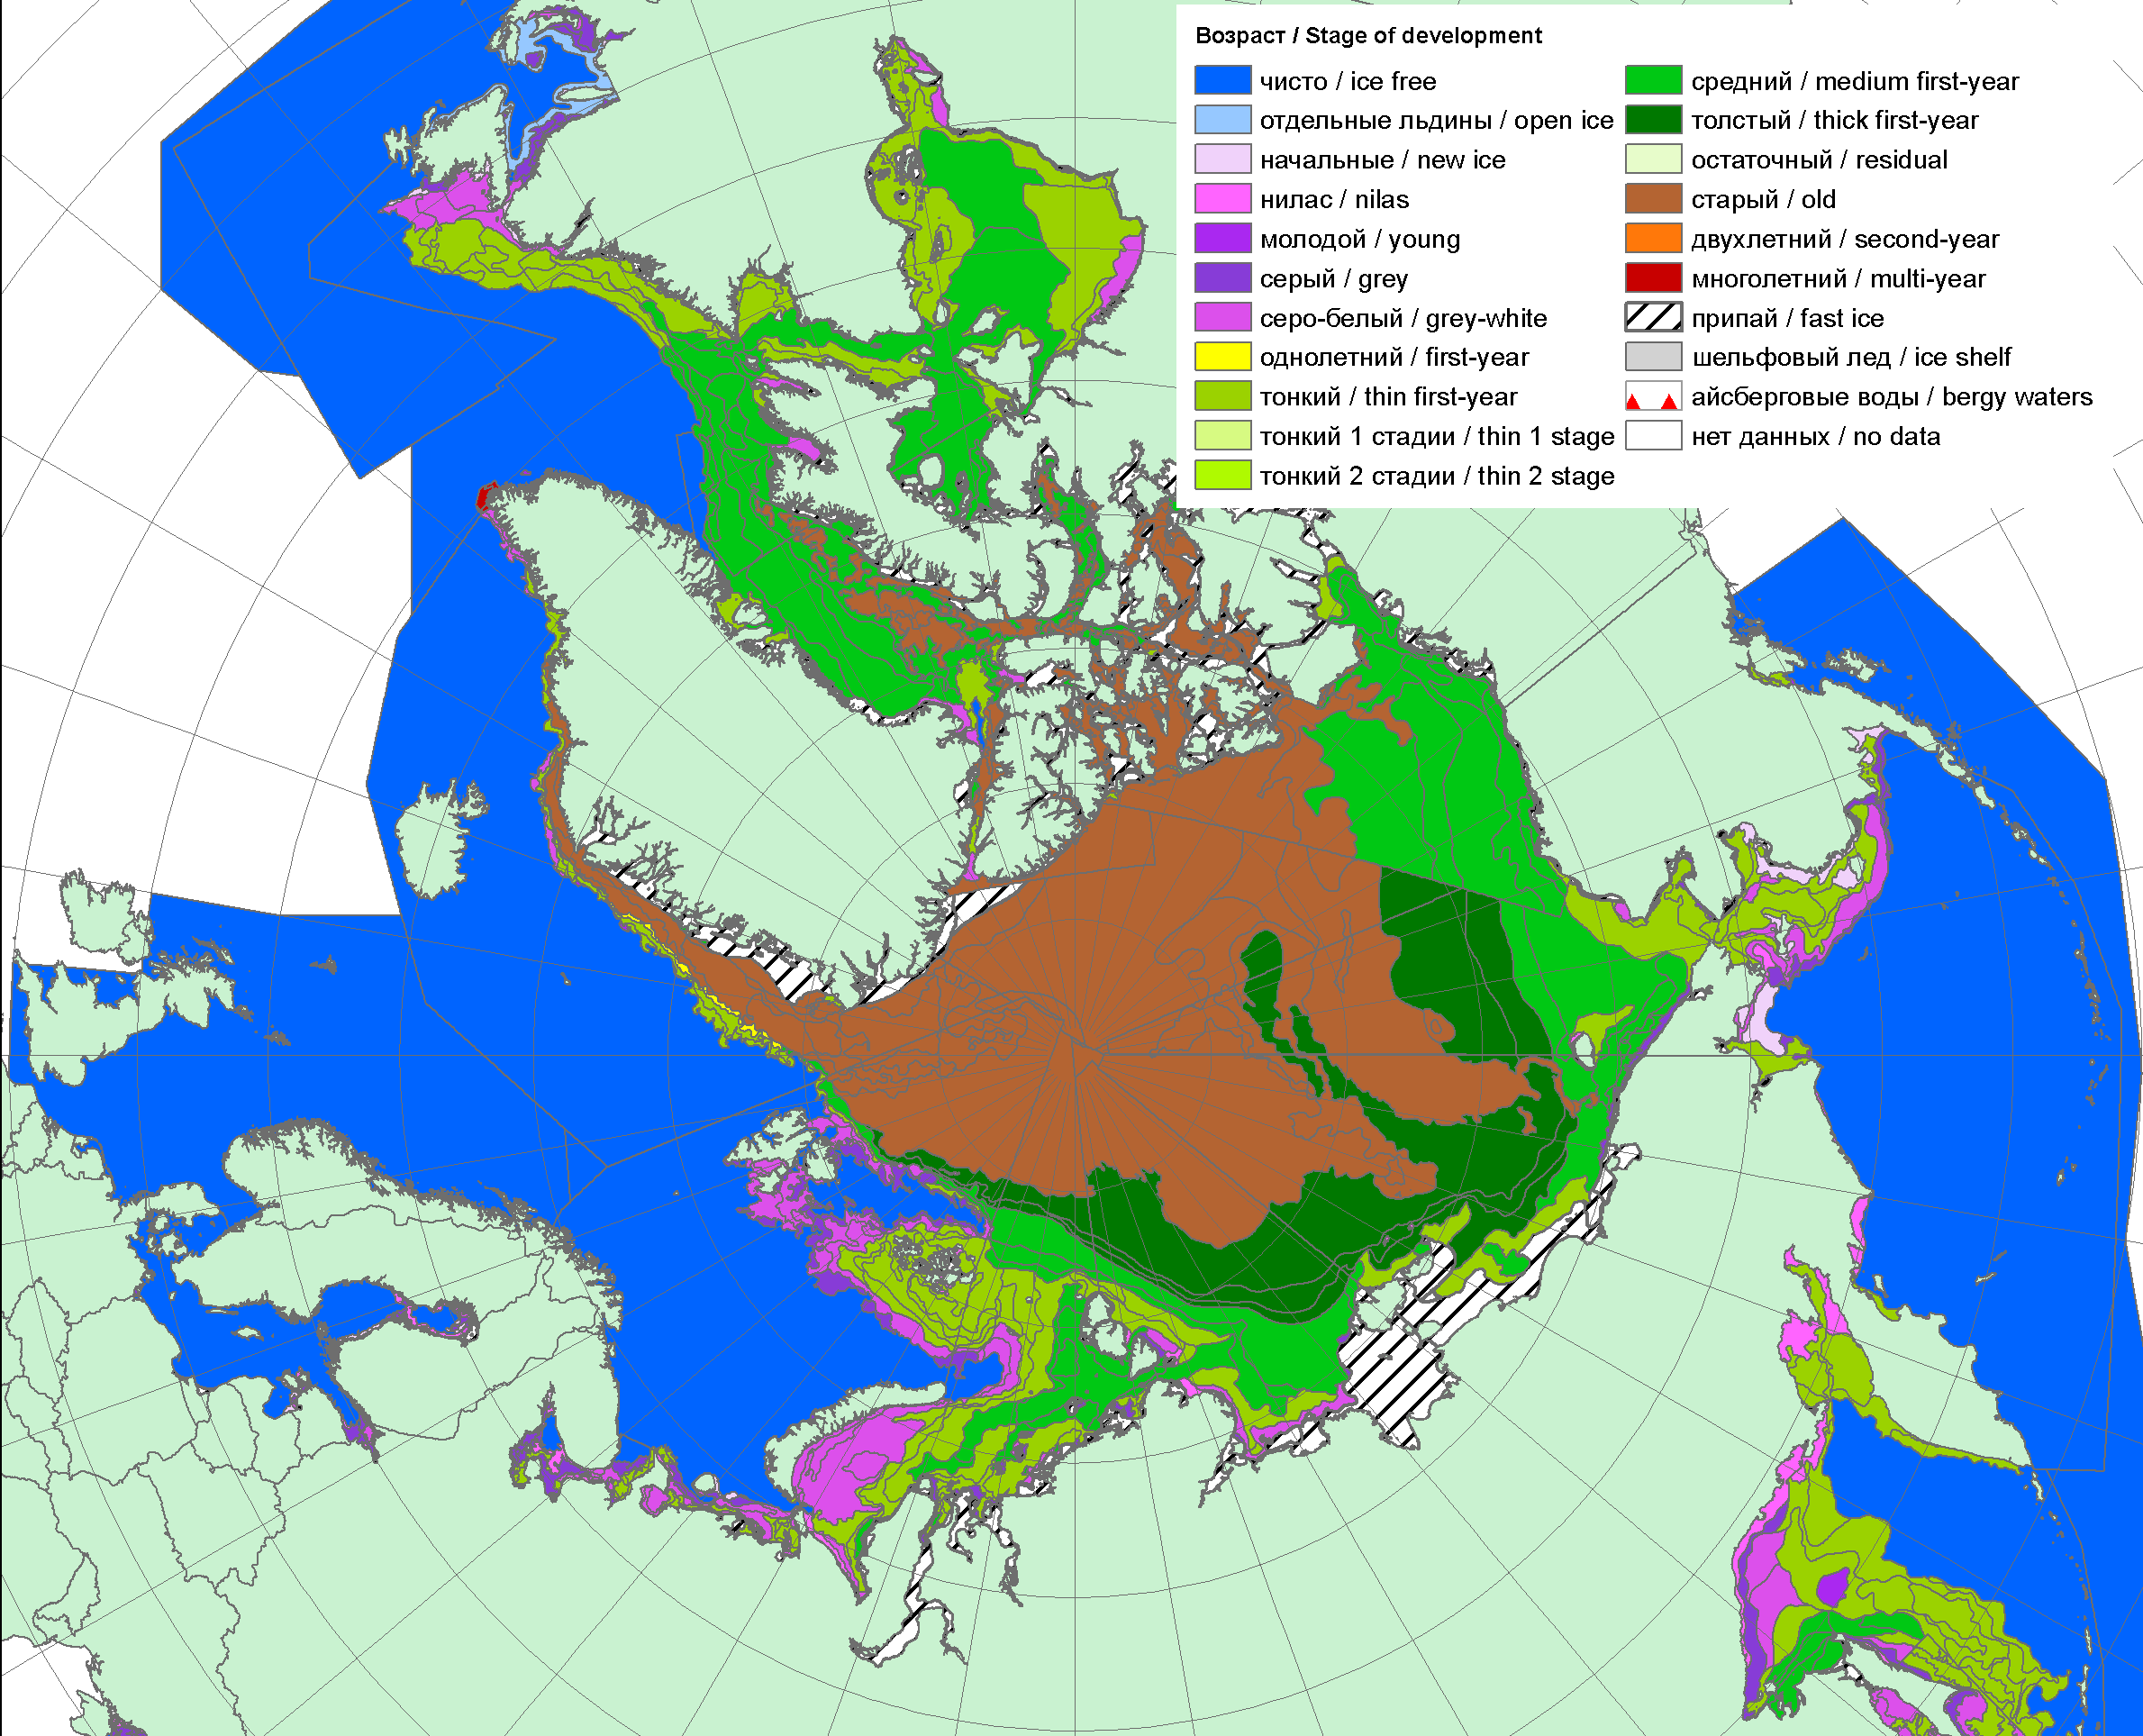 Возраст / Stage of development
чисто / ice free
отдельные льдины / open ice
начальные / new ice
нилас / nilas
молодой / young
серый / grey
серо-белый / grey-white
однолетний / first-year
тонкий / thin first-year
тонкий 1 стадии / thin 1 stage
тонкий 2 стадии / thin 2 stage
средний / medium first-year
толстый / thick first-year
остаточный / residual
старый / old
двухлетний / second-year
многолетний / multi-year
припай / fast ice
шельфовый лед / ice shelf
айсберговые воды / bergy waters
нет данных / no data